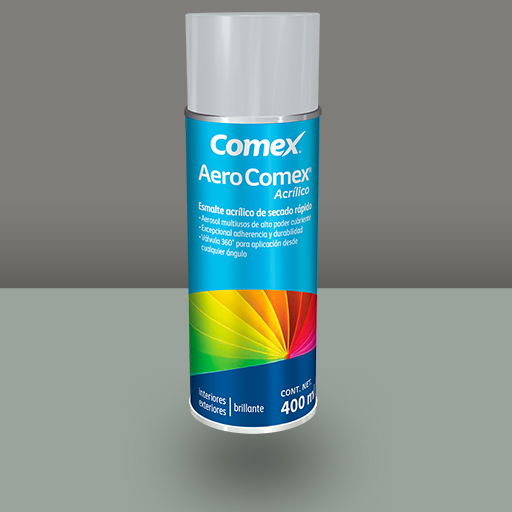 Comex®
AeroComex®
Acrílico
Esmalte acrílico de secado rápido
• Aerosol multiusos de alto poder cubriente
• Excepcional adherencia y durabilidad
• Válvula 360° para aplicación desde
cualquier ángulo
interiores
exteriores
brillante
CONT. NET.
400 m